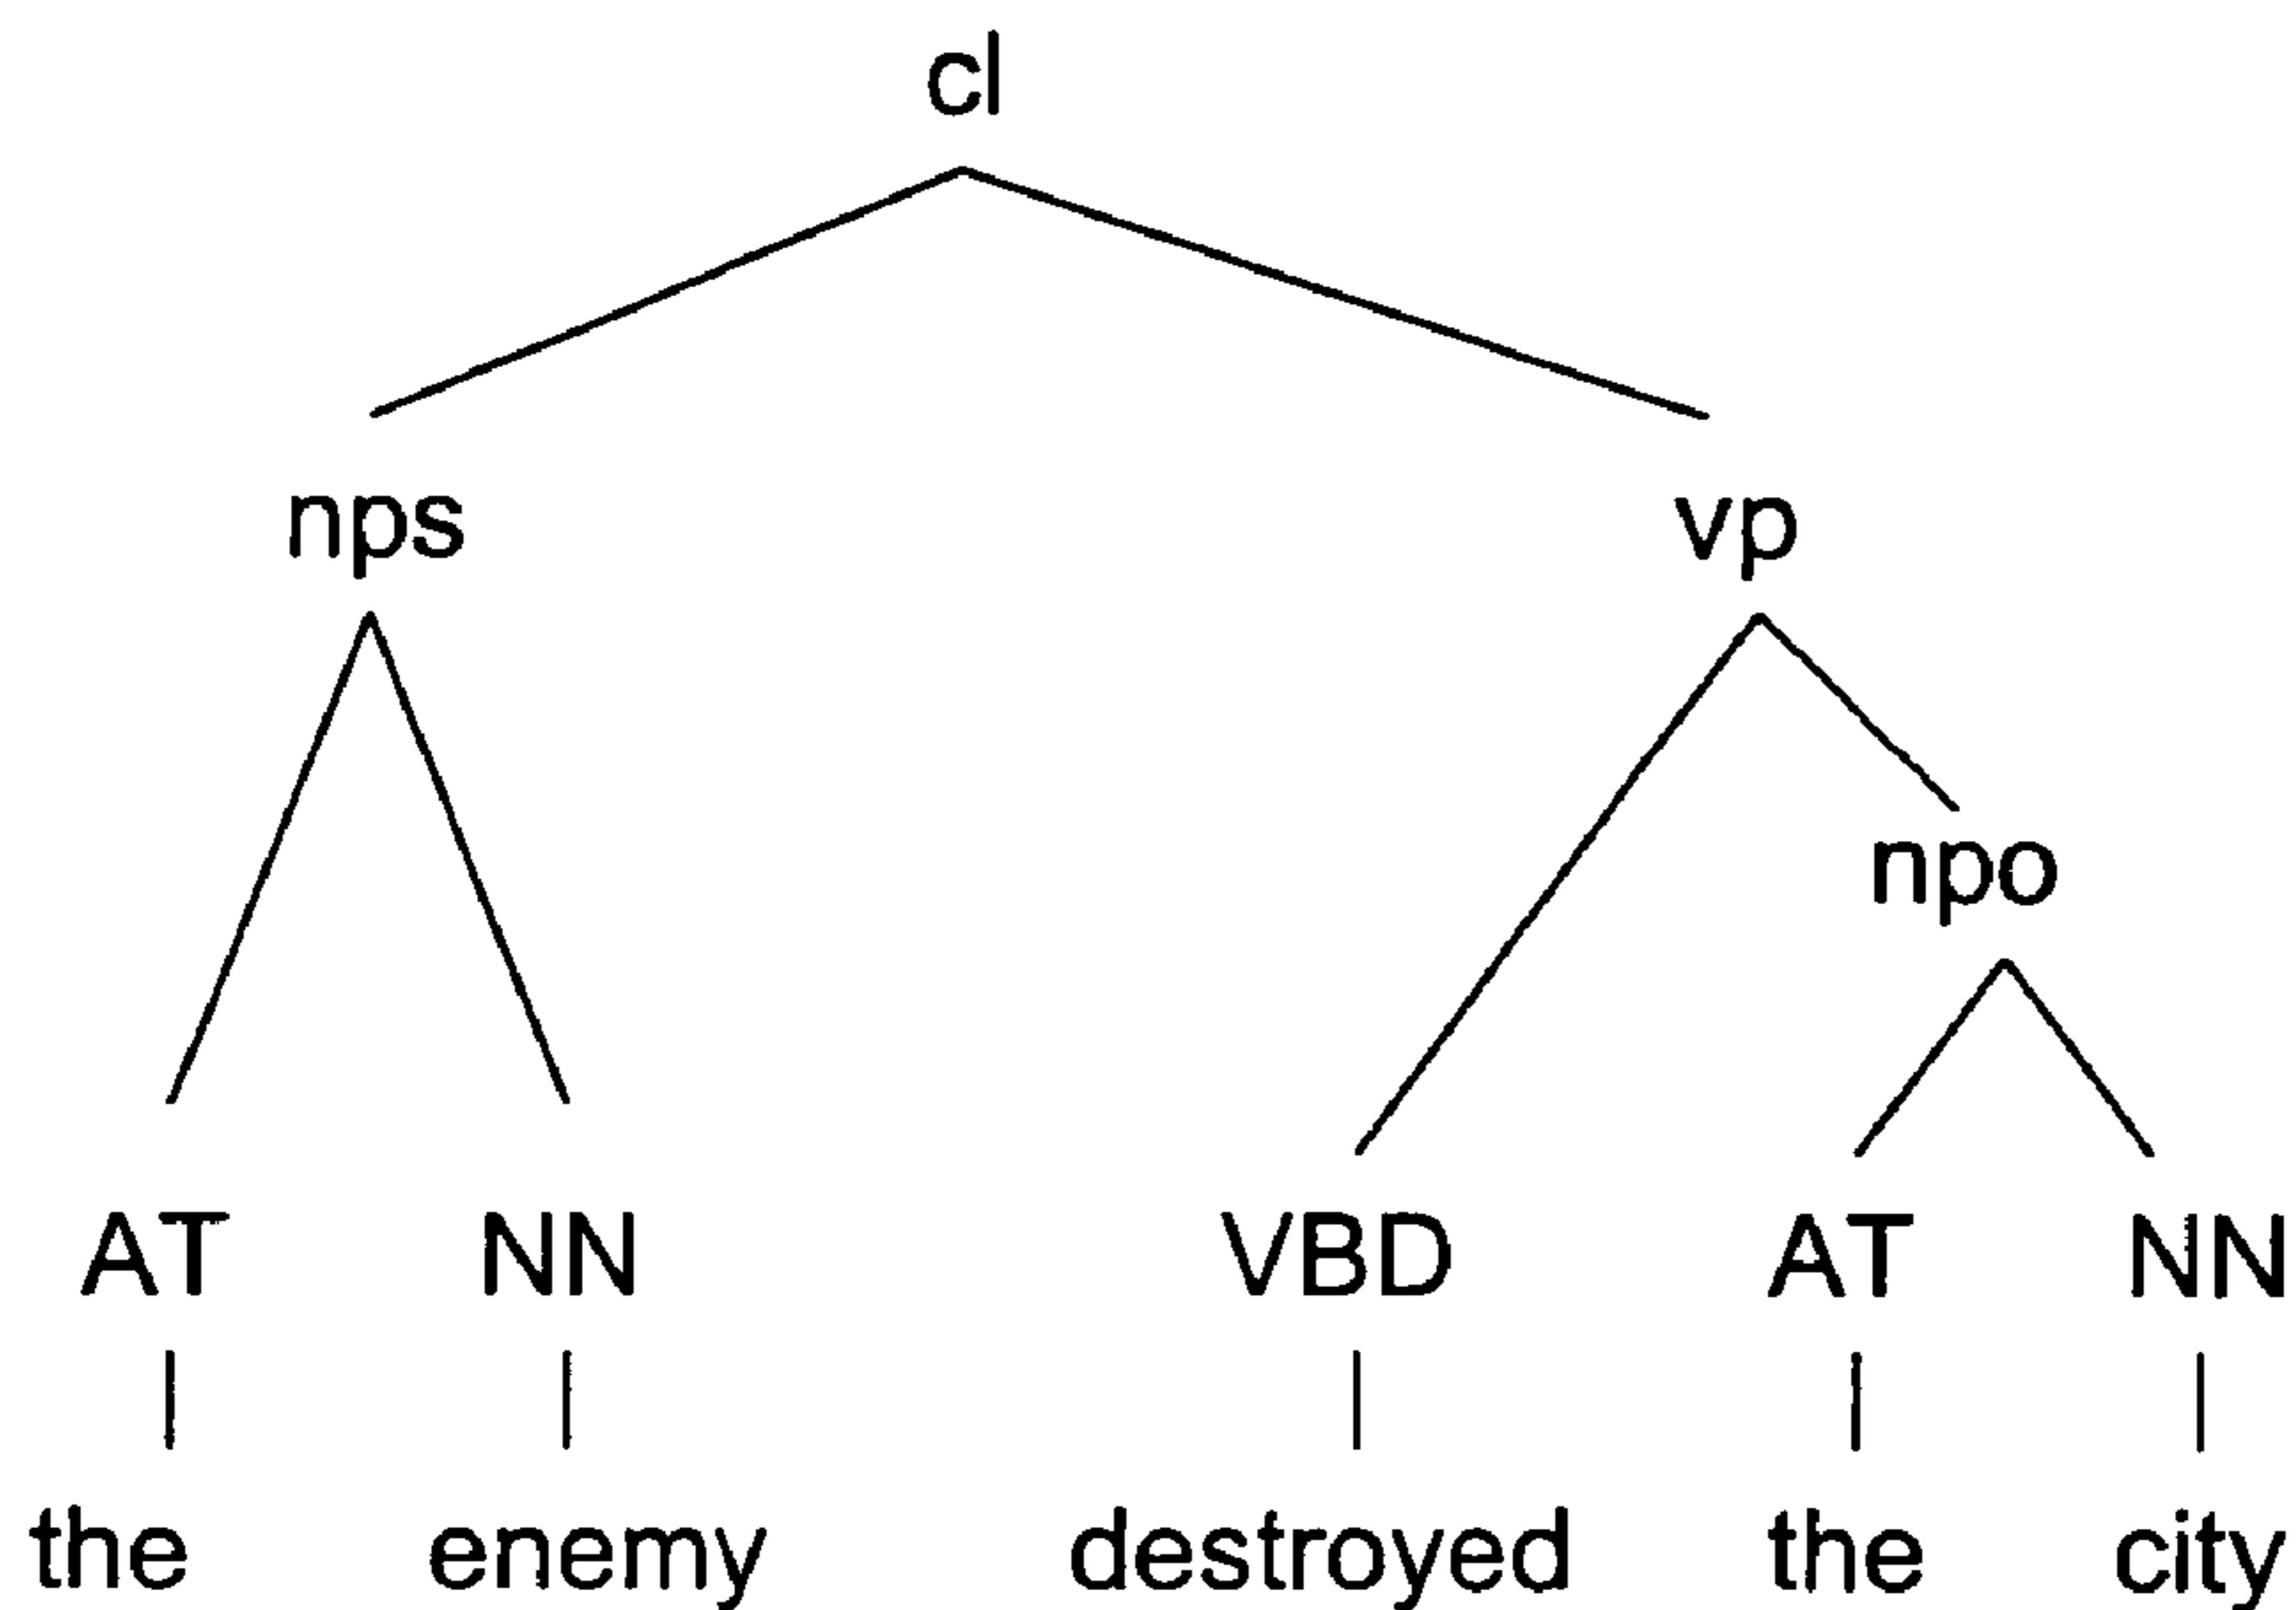 cl
nps vp
npo
AT NN VBD AT NN
the enemy destroyed the city